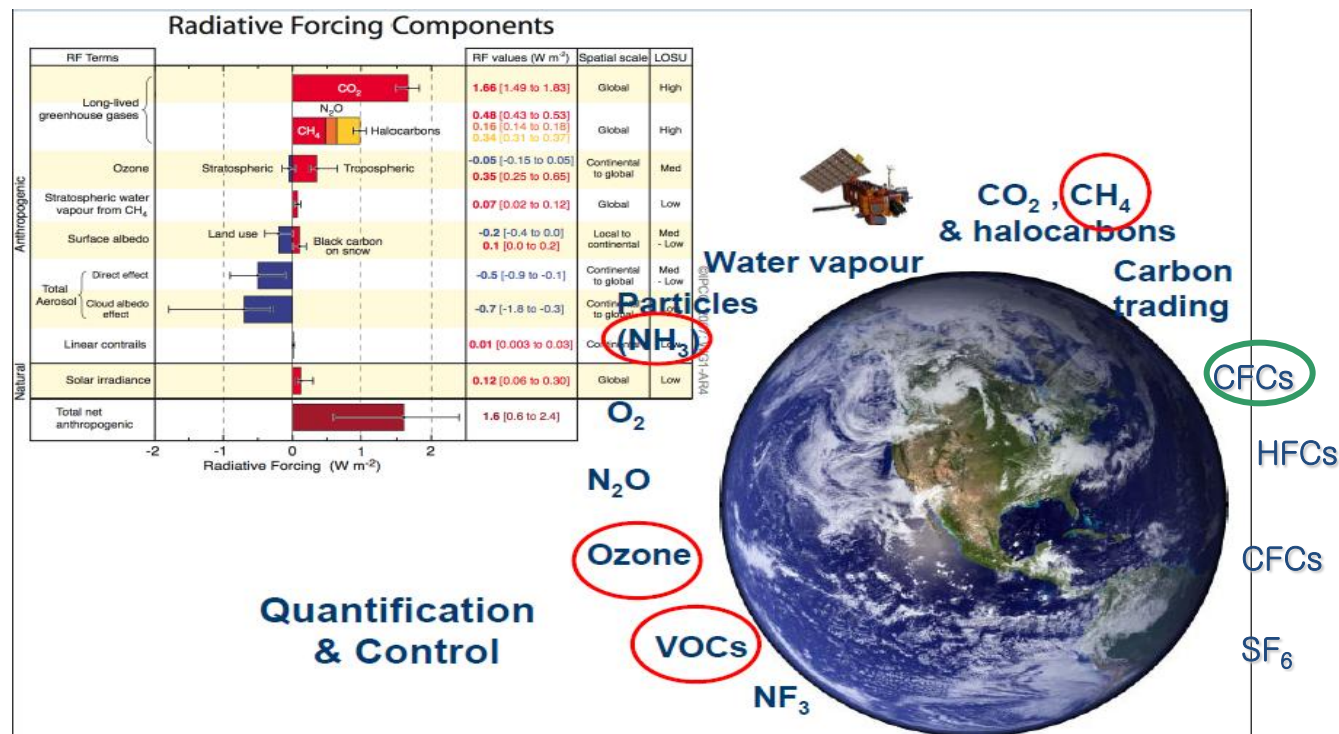 Radiative Forcing Components
RF Terms
RF values (W m⁻²)
Spatial scale
LOSU
Anthropogenic
Natural
Long-lived
greenhouse gases
CO₂
1.66 [1.49 to 1.83]
Global
High
N₂O
CH₄
Halocarbons
0.48 [0.43 to 0.53]
0.16 [0.14 to 0.18]
0.34 [0.31 to 0.37]
Global
High
Ozone
Stratospheric
Tropospheric
-0.05 [-0.15 to 0.05]
0.35 [0.25 to 0.65]
Continental
to global
Med
Stratospheric water
vapour from CH₄
0.07 [0.02 to 0.12]
Global
Low
Surface albedo
Land use
Black carbon
on snow
-0.2 [-0.4 to 0.0]
0.1 [0.0 to 0.2]
Local to
continental
Med
- Low
Total
Aerosol
Direct effect
-0.5 [-0.9 to -0.1]
Continental
to global
Med
- Low
Cloud albedo
effect
-0.7 [-1.8 to -0.3]
to global
Linear contrails
0.01 [0.003 to 0.03]
Low
Solar irradiance
0.12 [0.06 to 0.30]
Global
Low
Total net
anthropogenic
1.6 [0.6 to 2.4]
-2 -1 0 1 2
Radiative Forcing (W m⁻²)
CO₂ , CH₄
& halocarbons
Water vapour
Carbon
trading
Particles
(NH₃)
CFCs
O₂
HFCs
N₂O
Ozone
CFCs
Quantification
& Control
VOCs
SF₆
NF₃